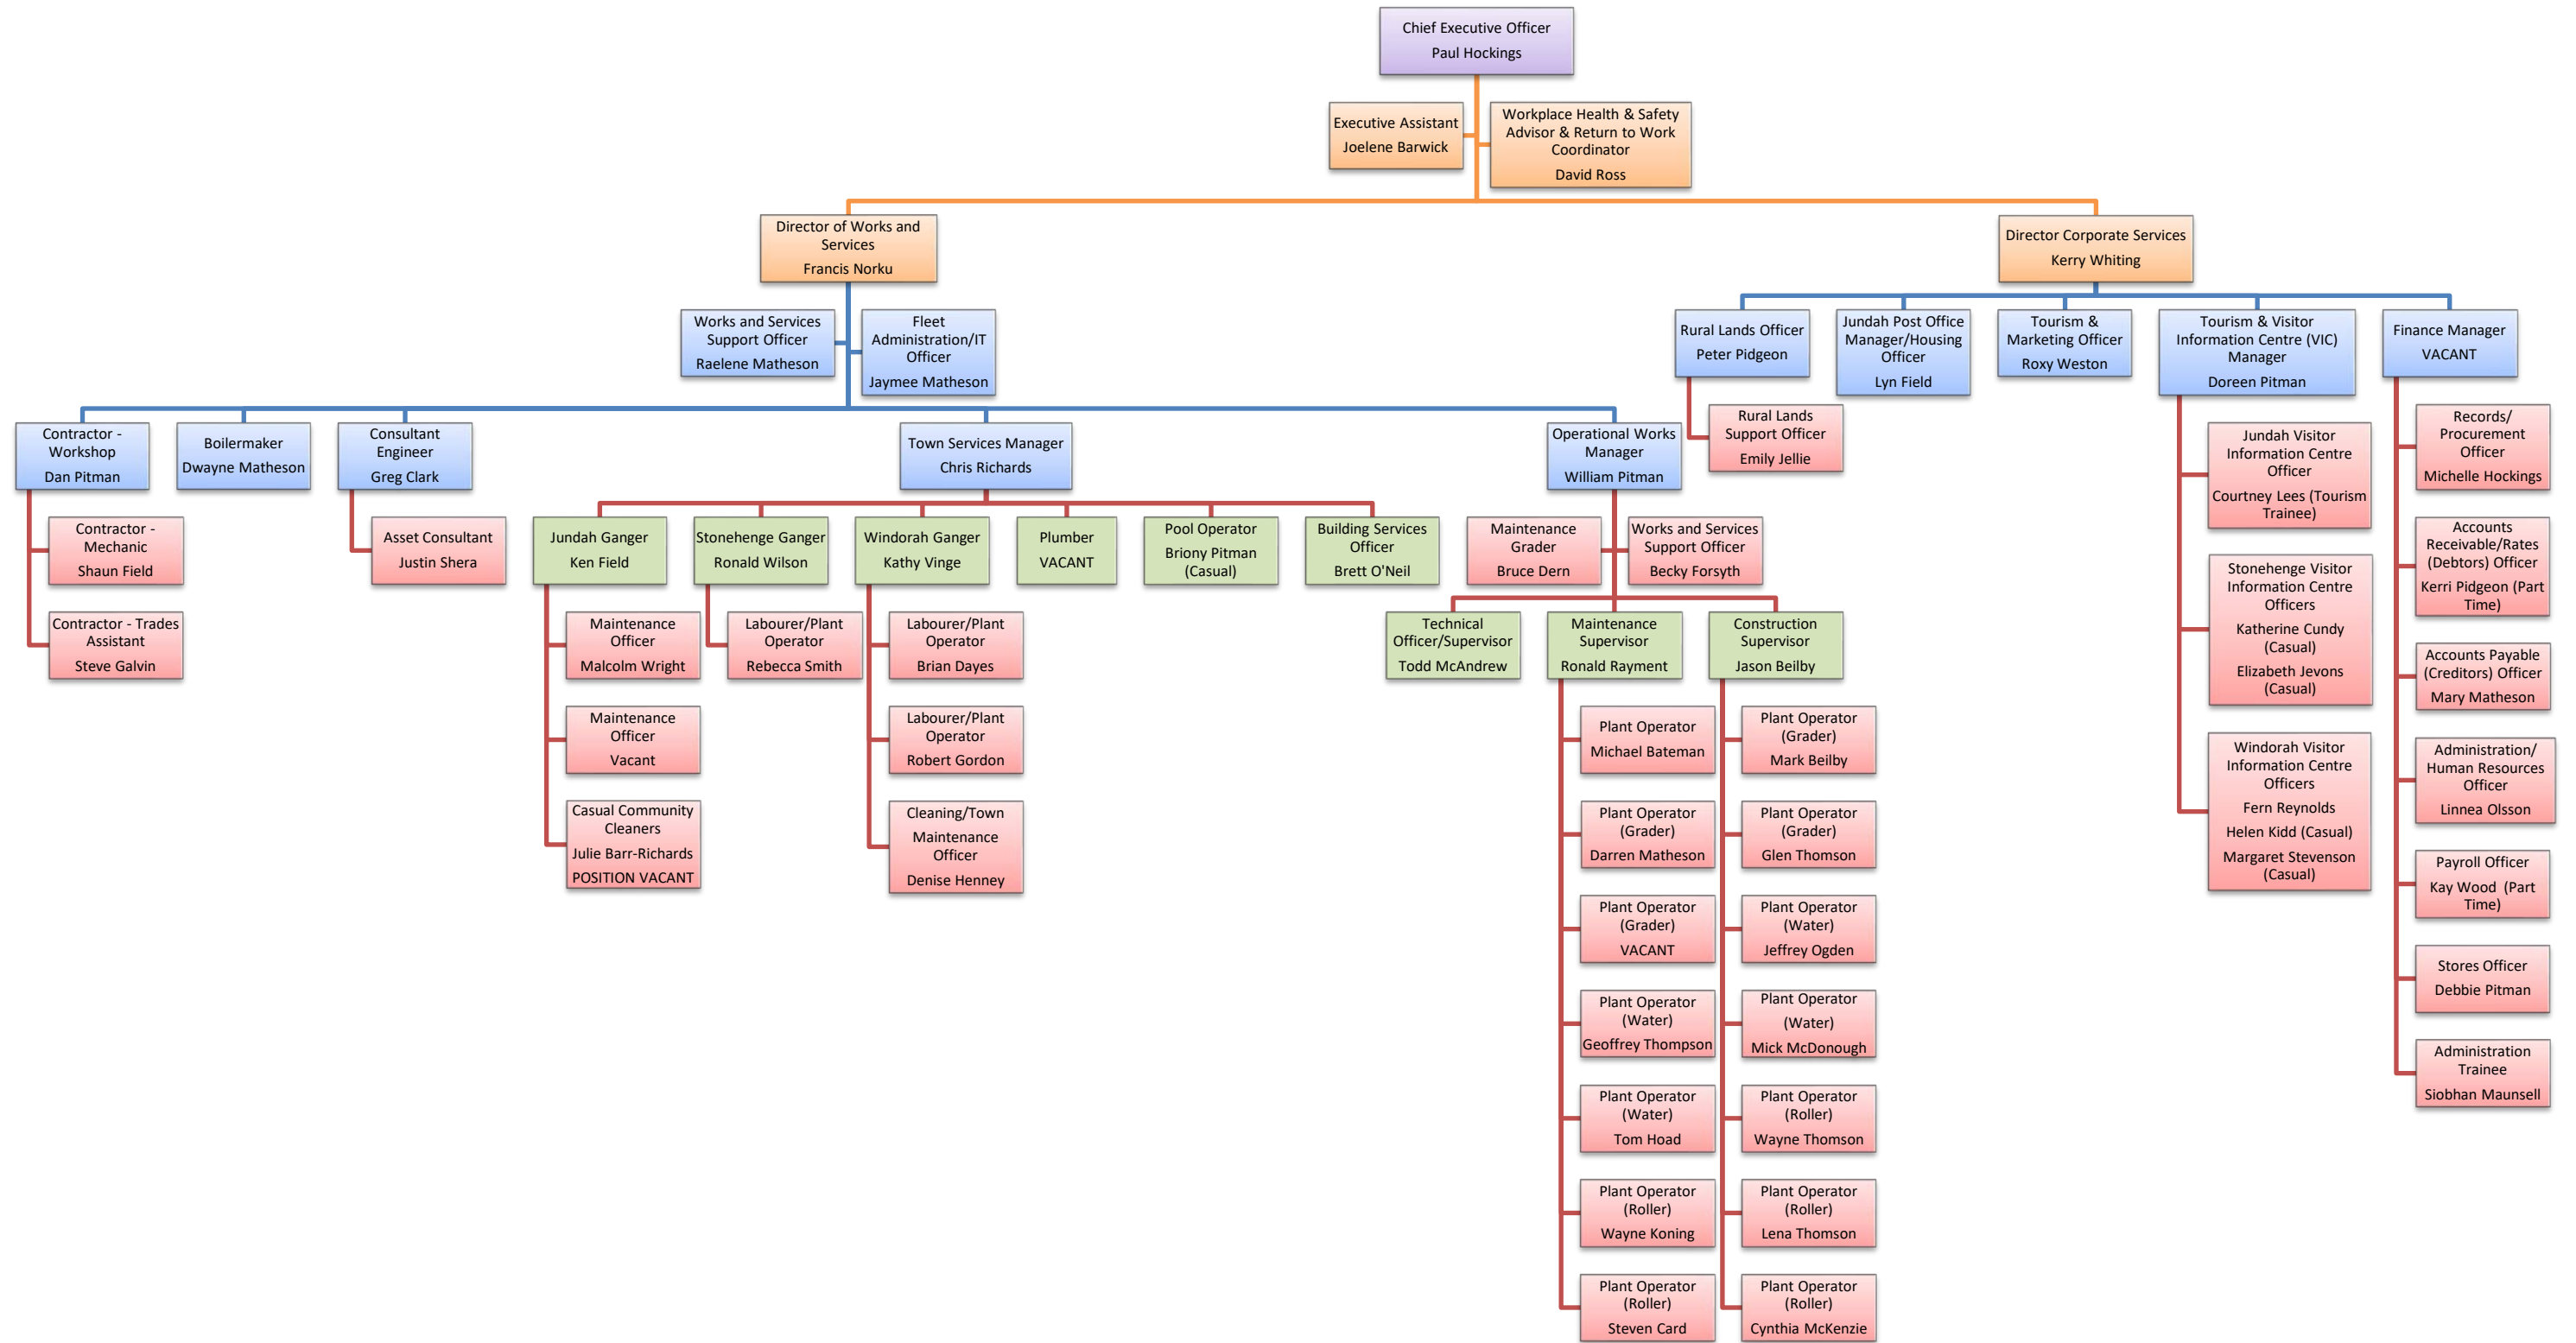 Chief Executive Officer
Paul Hockings
Executive Assistant
Joelene Barwick
Workplace Health & Safety
Advisor & Return to Work
Coordinator
David Ross
Director of Works and
Services
Francis Norku
Director Corporate Services
Kerry Whiting
Works and Services
Support Officer
Raelene Matheson
Fleet
Administration/IT
Officer
Jaymee Matheson
Rural Lands Officer
Peter Pidgeon
Jundah Post Office
Manager/Housing
Officer
Lyn Field
Tourism &
Marketing Officer
Roxy Weston
Tourism & Visitor
Information Centre (VIC)
Manager
Doreen Pitman
Finance Manager
VACANT
Contractor -
Workshop
Dan Pitman
Boilermaker
Dwayne Matheson
Consultant
Engineer
Greg Clark
Town Services Manager
Chris Richards
Operational Works
Manager
William Pitman
Rural Lands
Support Officer
Emily Jellie
Contractor -
Mechanic
Shaun Field
Contractor - Trades
Assistant
Steve Galvin
Asset Consultant
Justin Shera
Jundah Ganger
Ken Field
Stonehenge Ganger
Ronald Wilson
Windorah Ganger
Kathy Vinge
Plumber
VACANT
Pool Operator
Briony Pitman
(Casual)
Building Services
Officer
Brett O'Neil
Maintenance
Grader
Bruce Dern
Works and Services
Support Officer
Becky Forsyth
Maintenance
Officer
Malcolm Wright
Maintenance
Officer
Vacant
Casual Community
Cleaners
Julie Barr-Richards
POSITION VACANT
Labourer/Plant
Operator
Rebecca Smith
Labourer/Plant
Operator
Brian Dayes
Labourer/Plant
Operator
Robert Gordon
Cleaning/Town
Maintenance
Officer
Denise Henney
Technical
Officer/Supervisor
Todd McAndrew
Maintenance
Supervisor
Ronald Rayment
Construction
Supervisor
Jason Beilby
Plant Operator
Michael Bateman
Plant Operator
(Grader)
Darren Matheson
Plant Operator
(Grader)
VACANT
Plant Operator
(Water)
Geoffrey Thompson
Plant Operator
(Water)
Tom Hoad
Plant Operator
(Roller)
Wayne Koning
Plant Operator
(Roller)
Steven Card
Plant Operator
(Grader)
Mark Beilby
Plant Operator
(Grader)
Glen Thomson
Plant Operator
(Water)
Jeffrey Ogden
Plant Operator
(Water)
Mick McDonough
Plant Operator
(Roller)
Wayne Thomson
Plant Operator
(Roller)
Lena Thomson
Plant Operator
(Roller)
Cynthia McKenzie
Jundah Visitor
Information Centre
Officer
Courtney Lees (Tourism
Trainee)
Stonehenge Visitor
Information Centre
Officers
Katherine Cundy
(Casual)
Elizabeth Jevons
(Casual)
Windorah Visitor
Information Centre
Officers
Fern Reynolds
Helen Kidd (Casual)
Margaret Stevenson
(Casual)
Records/
Procurement
Officer
Michelle Hockings
Accounts
Receivable/Rates
(Debtors) Officer
Kerri Pidgeon (Part
Time)
Accounts Payable
(Creditors) Officer
Mary Matheson
Administration/
Human Resources
Officer
Linnea Olsson
Payroll Officer
Kay Wood  (Part
Time)
Stores Officer
Debbie Pitman
Administration
Trainee
Siobhan Maunsell